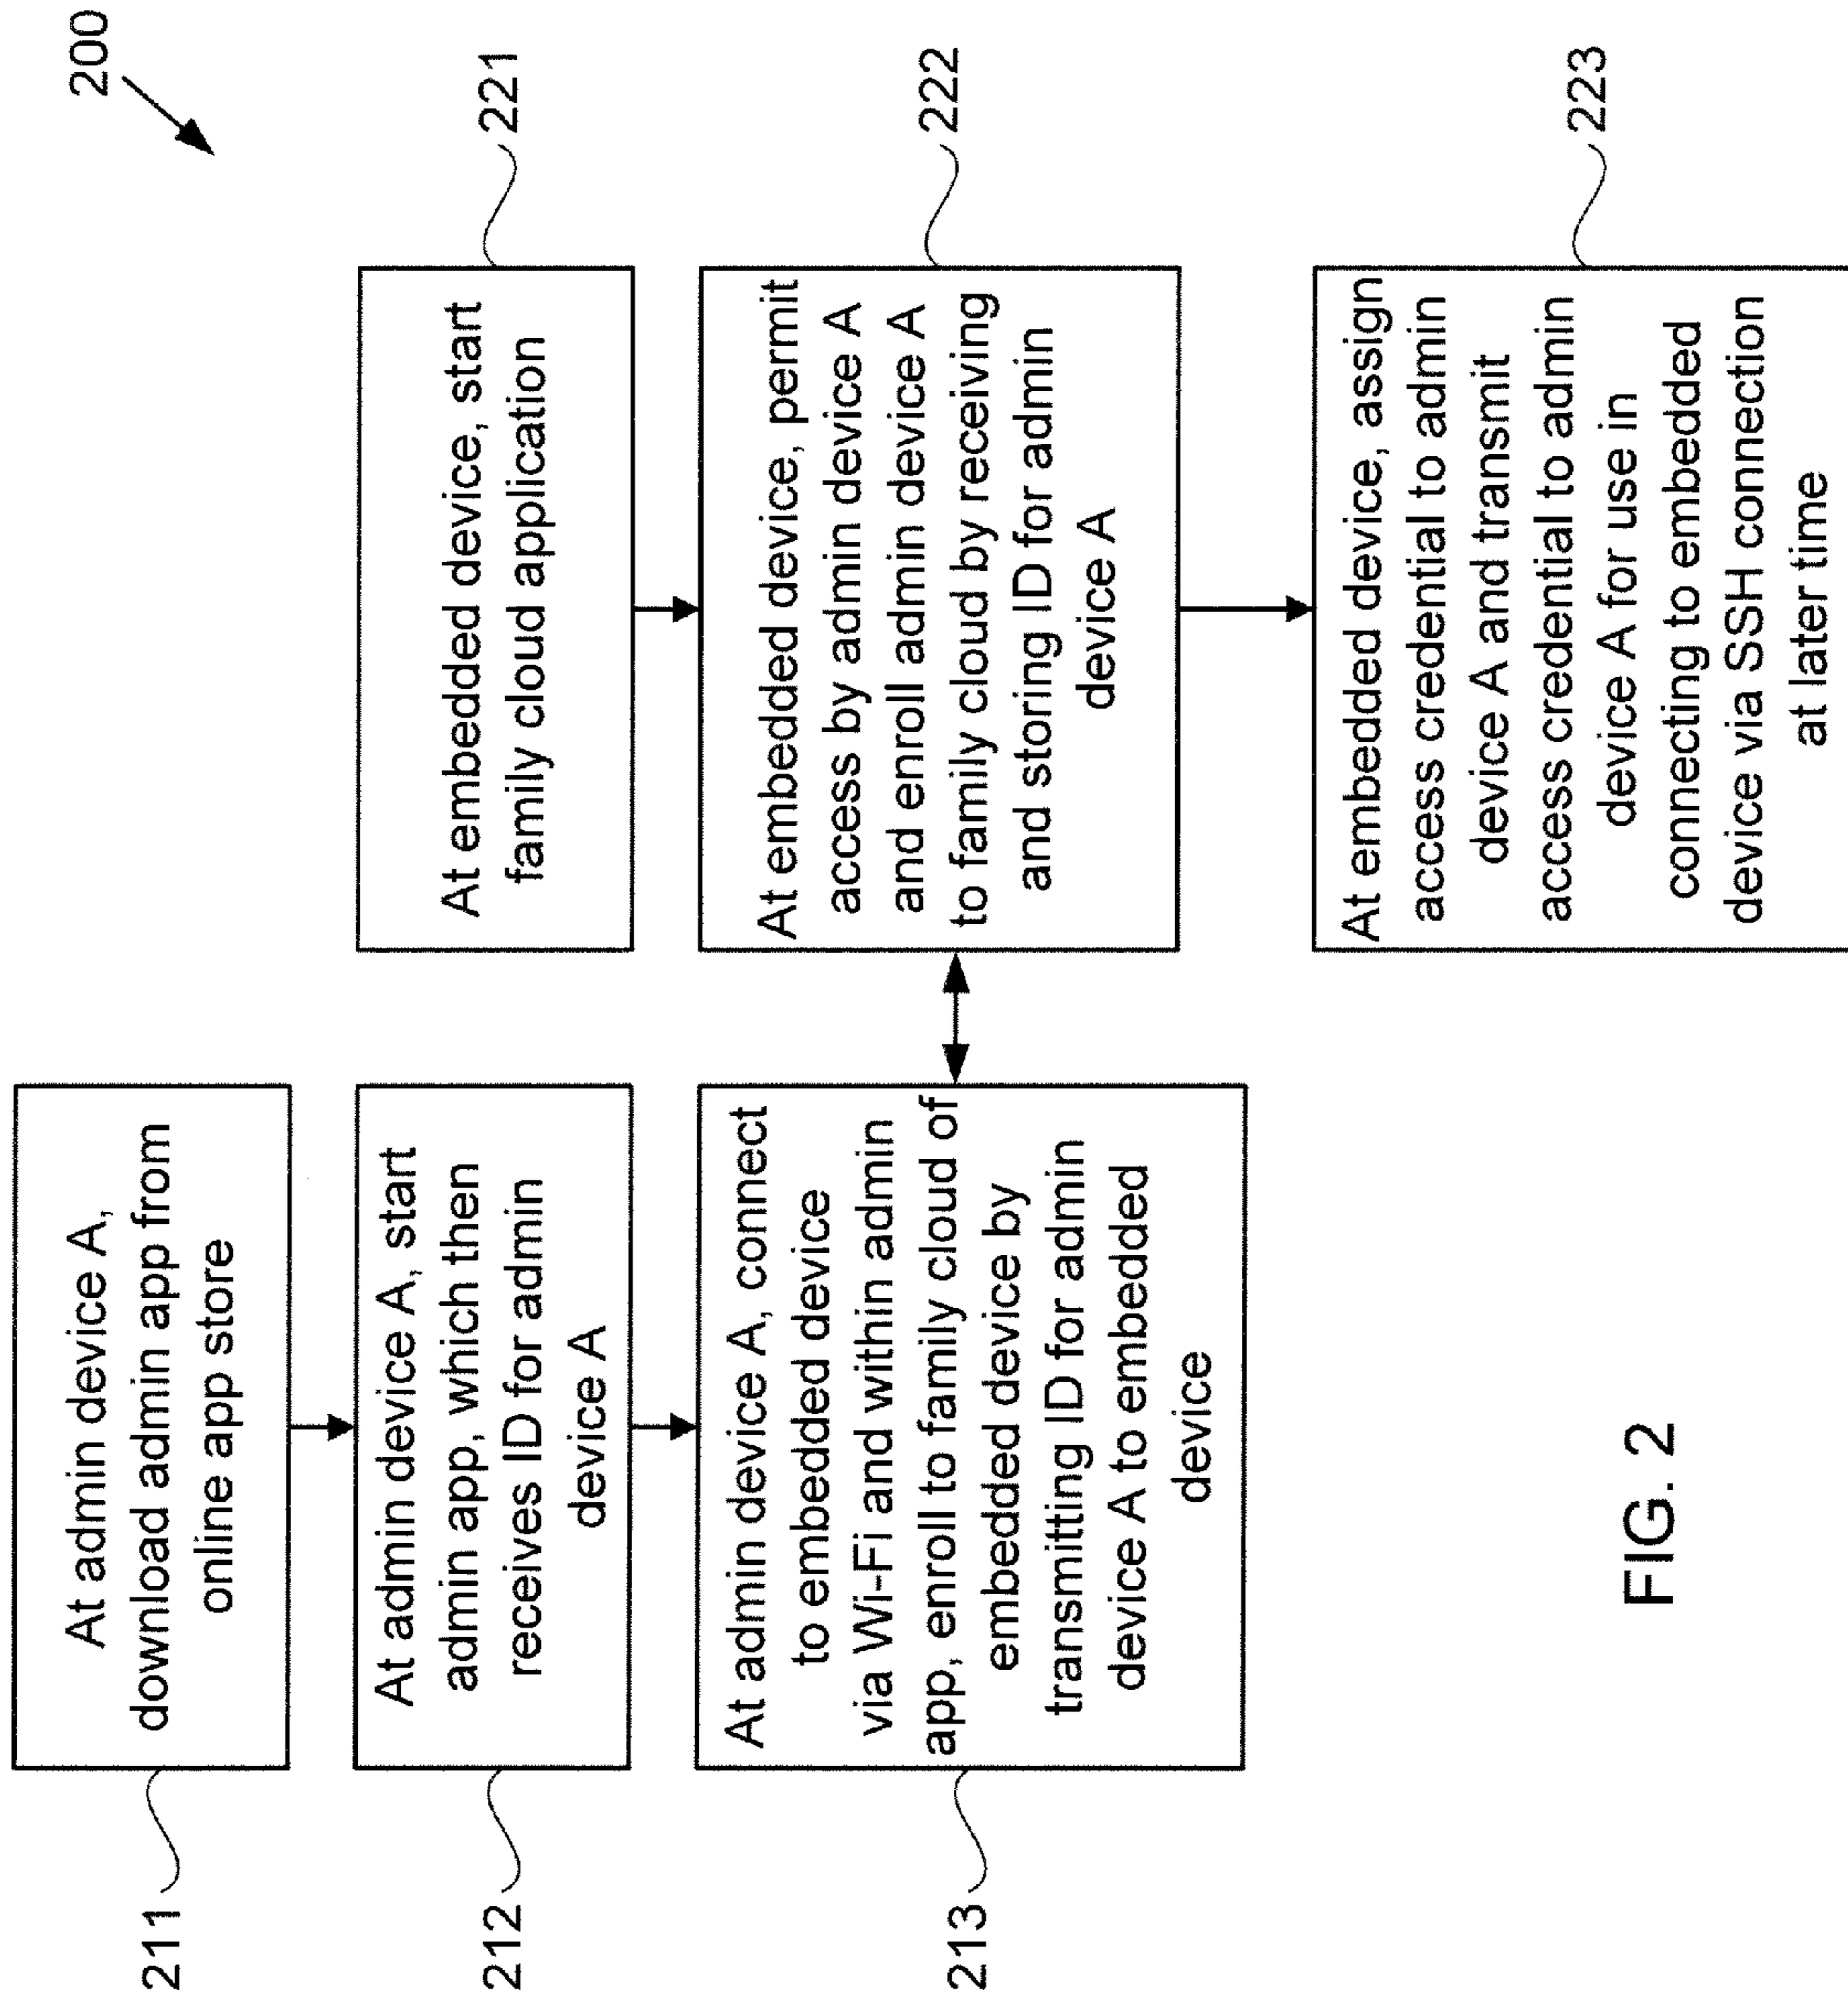 200
211
At admin device A,
download admin app from
online app store
212
At admin device A, start
admin app, which then
receives ID for admin
device A
213
At admin device A, connect
to embedded device
via Wi-Fi and within admin
app, enroll to family cloud of
embedded device by
transmitting ID for admin
device A to embedded
device
221
At embedded device, start
family cloud application
222
At embedded device, permit
access by admin device A
and enroll admin device A
to family cloud by receiving
and storing ID for admin
device A
223
At embedded device, assign
access credential to admin
device A and transmit
access credential to admin
device A for use in
connecting to embedded
device via SSH connection
at later time
FIG. 2